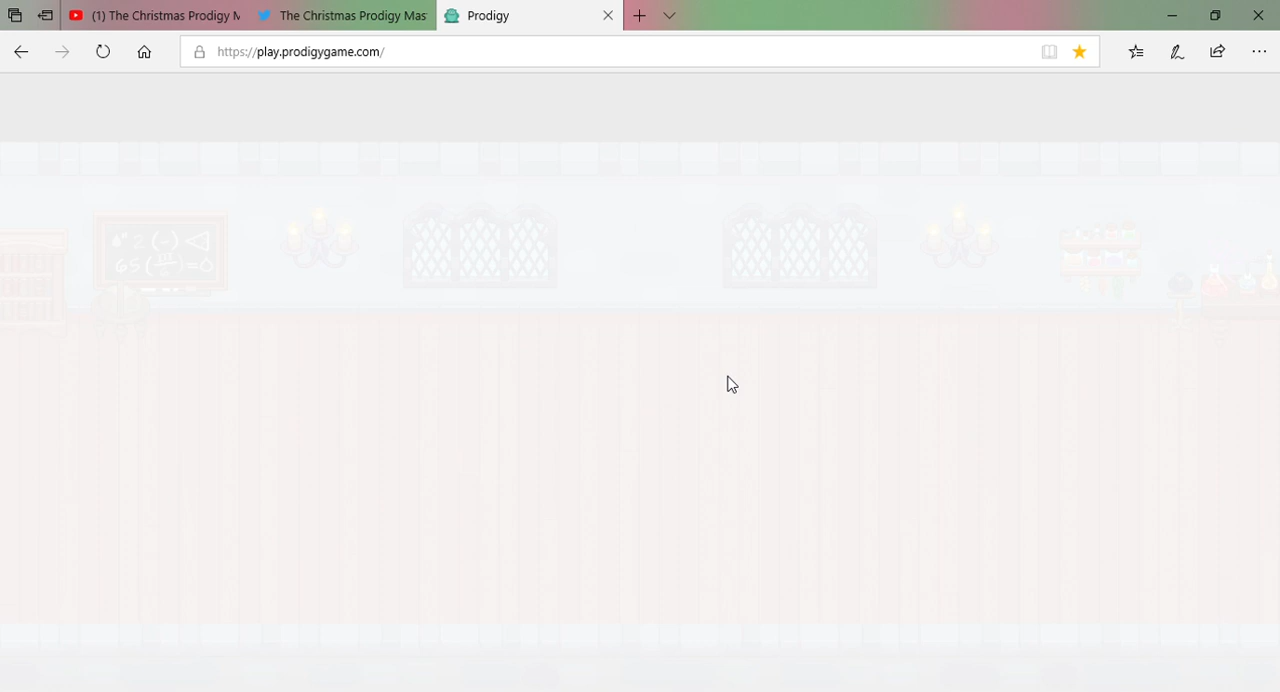 (1) The Christmas Prodigy M
The Christmas Prodigy Mas
Prodigy
https://play.prodigygame.com/